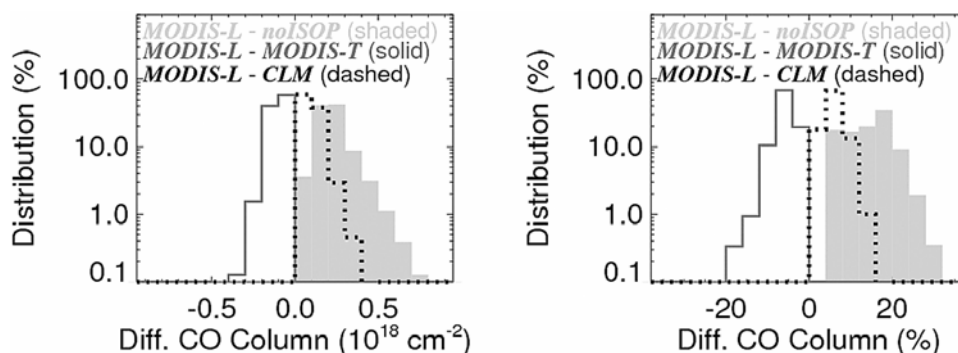 MODIS-L - noISOP (shaded)
MODIS-L - MODIS-T (solid)
MODIS-L - CLM (dashed)
Distribution (%)
100.0
10.0
1.0
0.1
-0.5
0.0
0.5
Diff. CO Column (10^18 cm^-2)
MODIS-L - noISOP (shaded)
MODIS-L - MODIS-T (solid)
MODIS-L - CLM (dashed)
Distribution (%)
100.0
10.0
1.0
0.1
-20
0
20
Diff. CO Column (%)